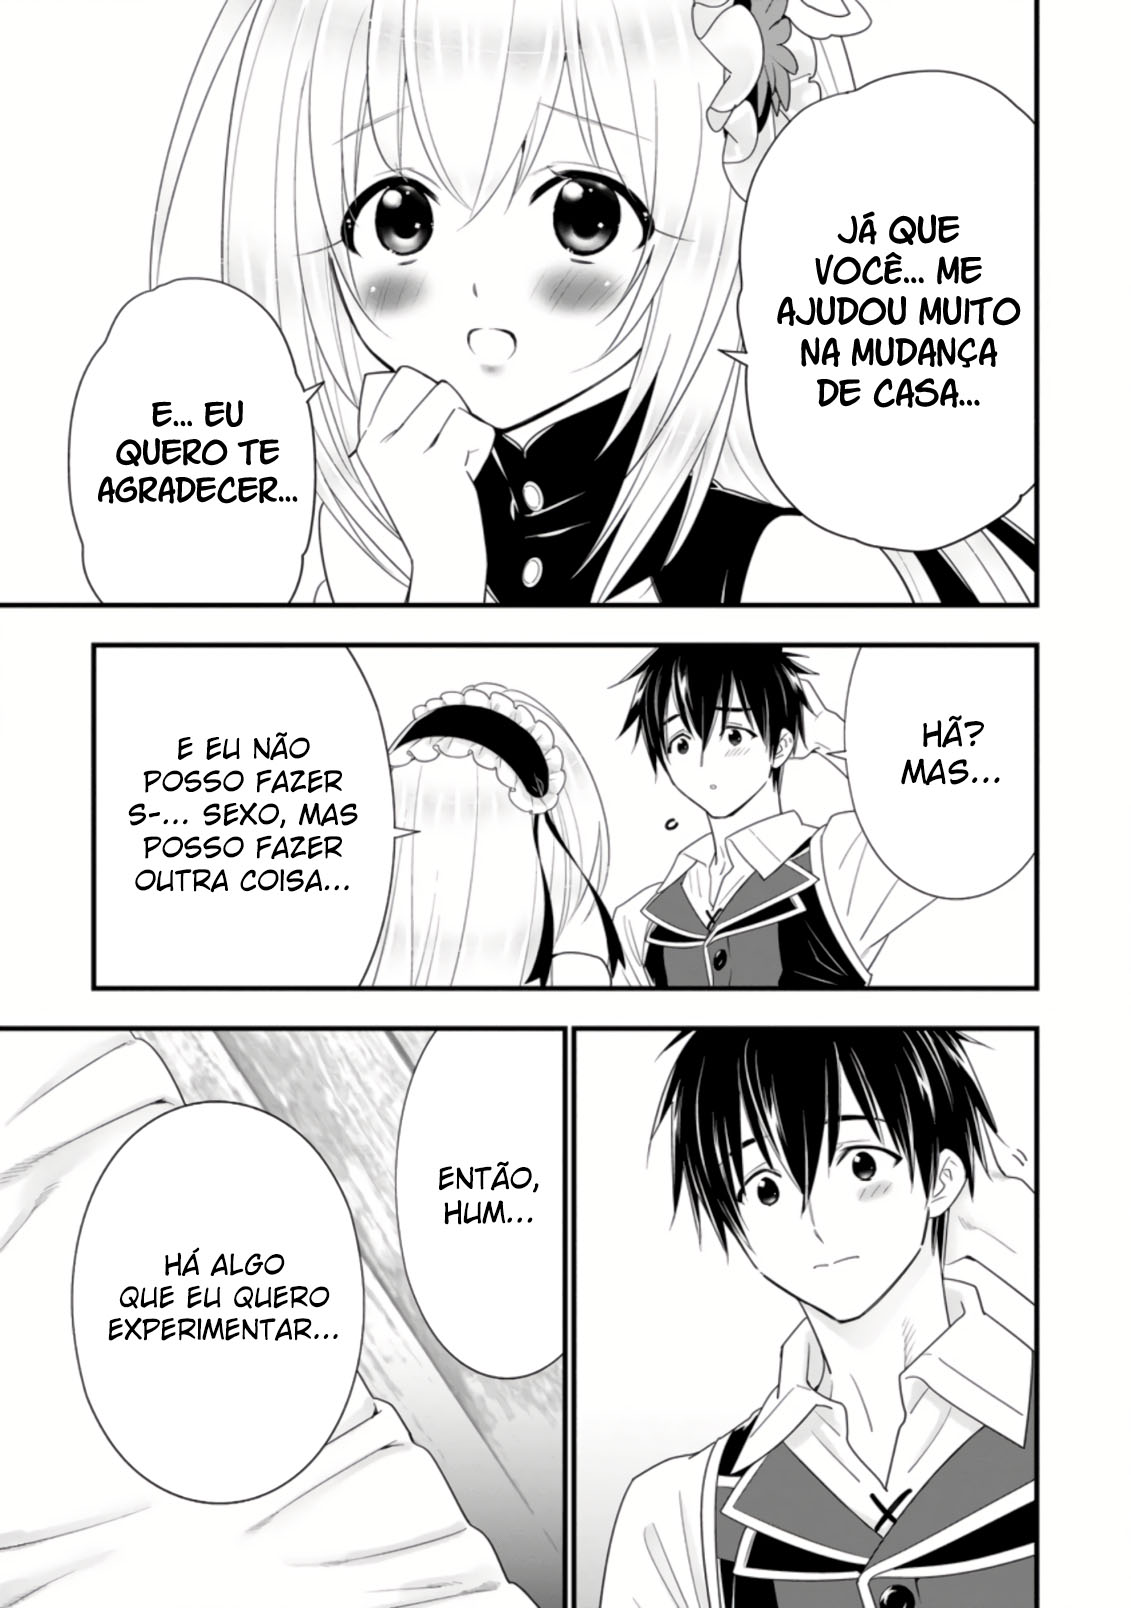 JÁ QUE
VOCÊ... ME
AJUDOU MUITO
NA MUDANÇA
DE CASA...
E... EU
QUERO TE
AGRADECER...
HÃ?
MAS...
E EU NÃO
POSSO FAZER
S-... SEXO, MAS
POSSO FAZER
OUTRA COISA...
ENTÃO,
HUM...
HÁ ALGO
QUE EU QUERO
EXPERIMENTAR...